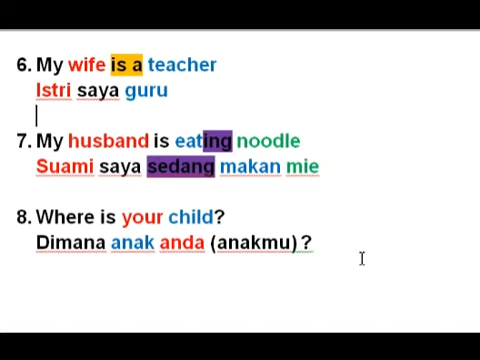 6. My wife is a teacher
Istri saya guru
7. My husband is eating noodle
Suami saya sedang makan mie
8. Where is your child?
Dimana anak anda (anakmu) ?